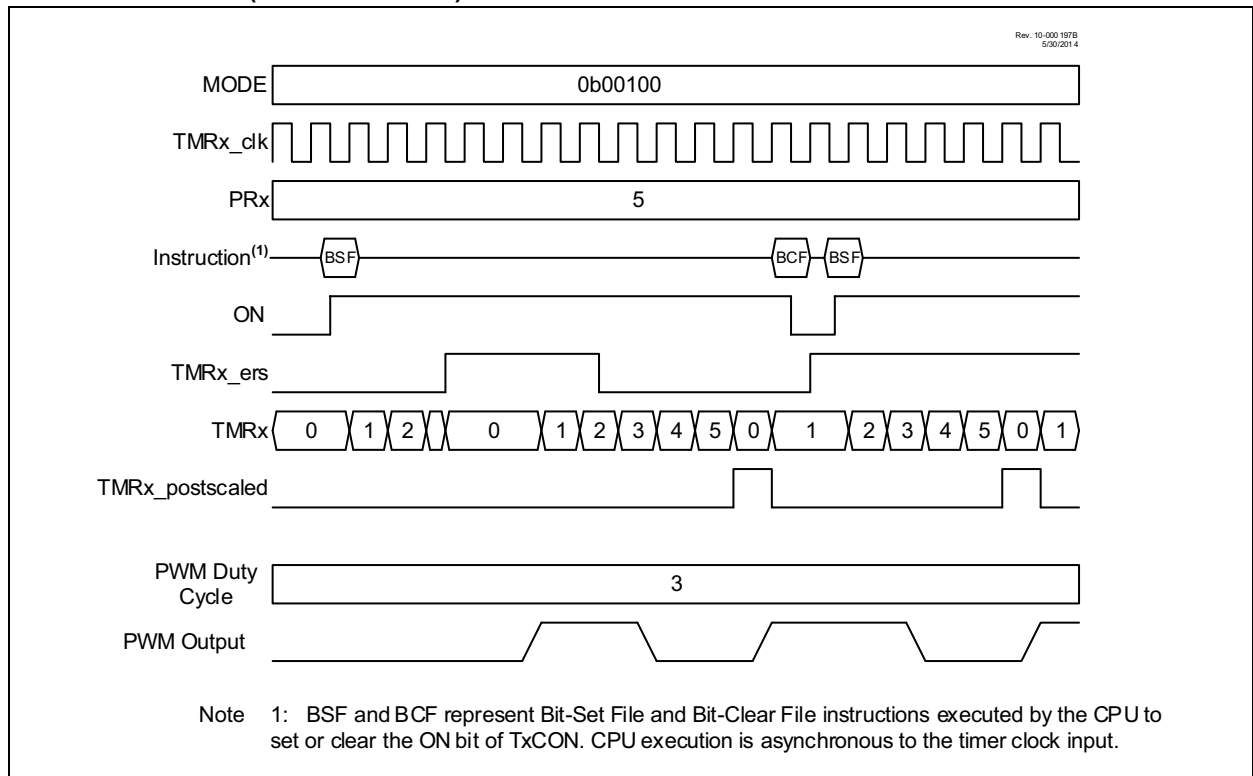 Rev. 10-000 197B
5/30/201 4
MODE
0b00100
TMRx_clk
PRx
5
Instruction(1)
BSF
BCF
BSF
ON
TMRx_ers
TMRx
0 1 2 0 1 2 3 4 5 0 1 2 3 4 5 0 1
TMRx_postscaled
PWM Duty
Cycle
3
PWM Output
Note 1: BSF and BCF represent Bit-Set File and Bit-Clear File instructions executed by the CPU to
set or clear the ON bit of TxCON. CPU execution is asynchronous to the timer clock input.